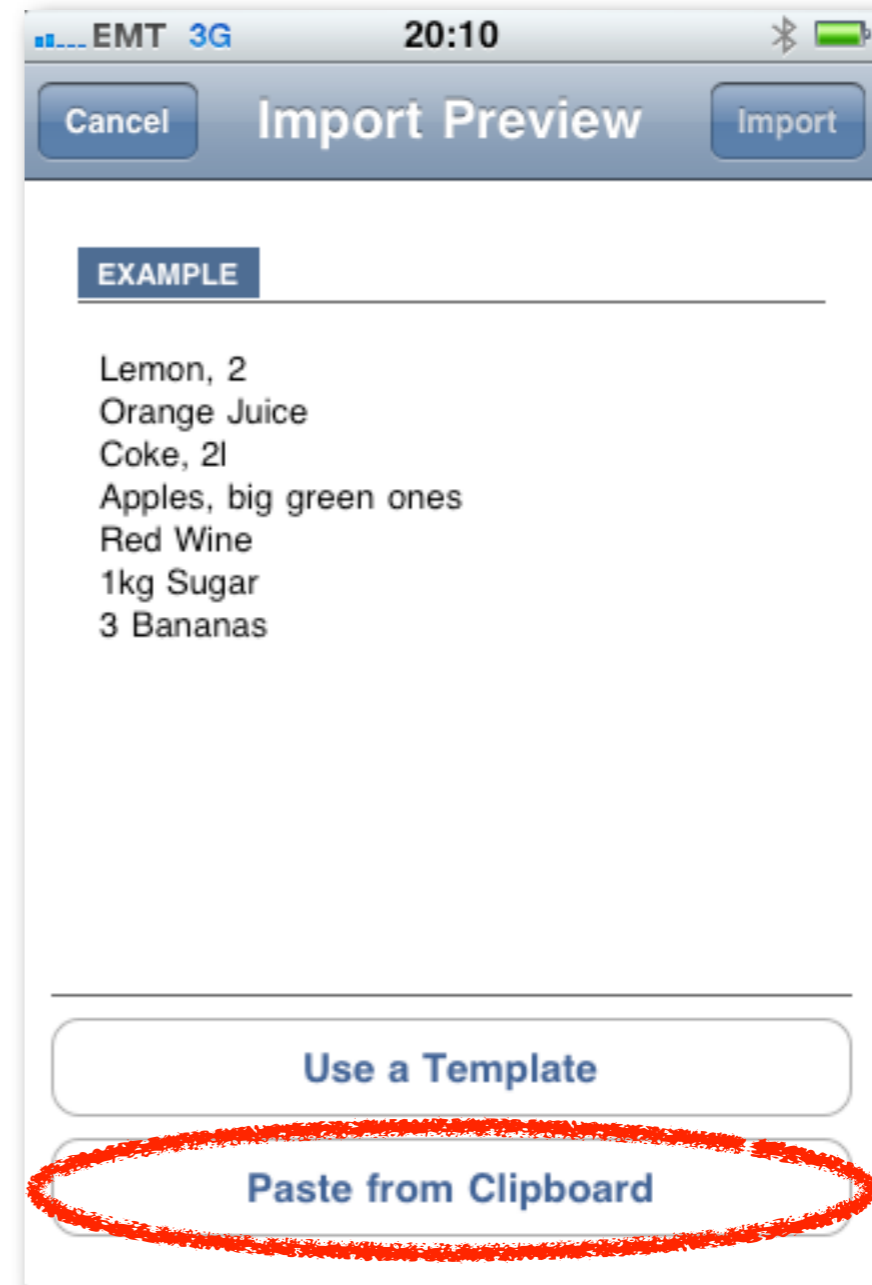 EMT 3G 20:10
Cancel Import Preview Import
EXAMPLE
Lemon, 2
Orange Juice
Coke, 2l
Apples, big green ones
Red Wine
1kg Sugar
3 Bananas
Use a Template
Paste from Clipboard